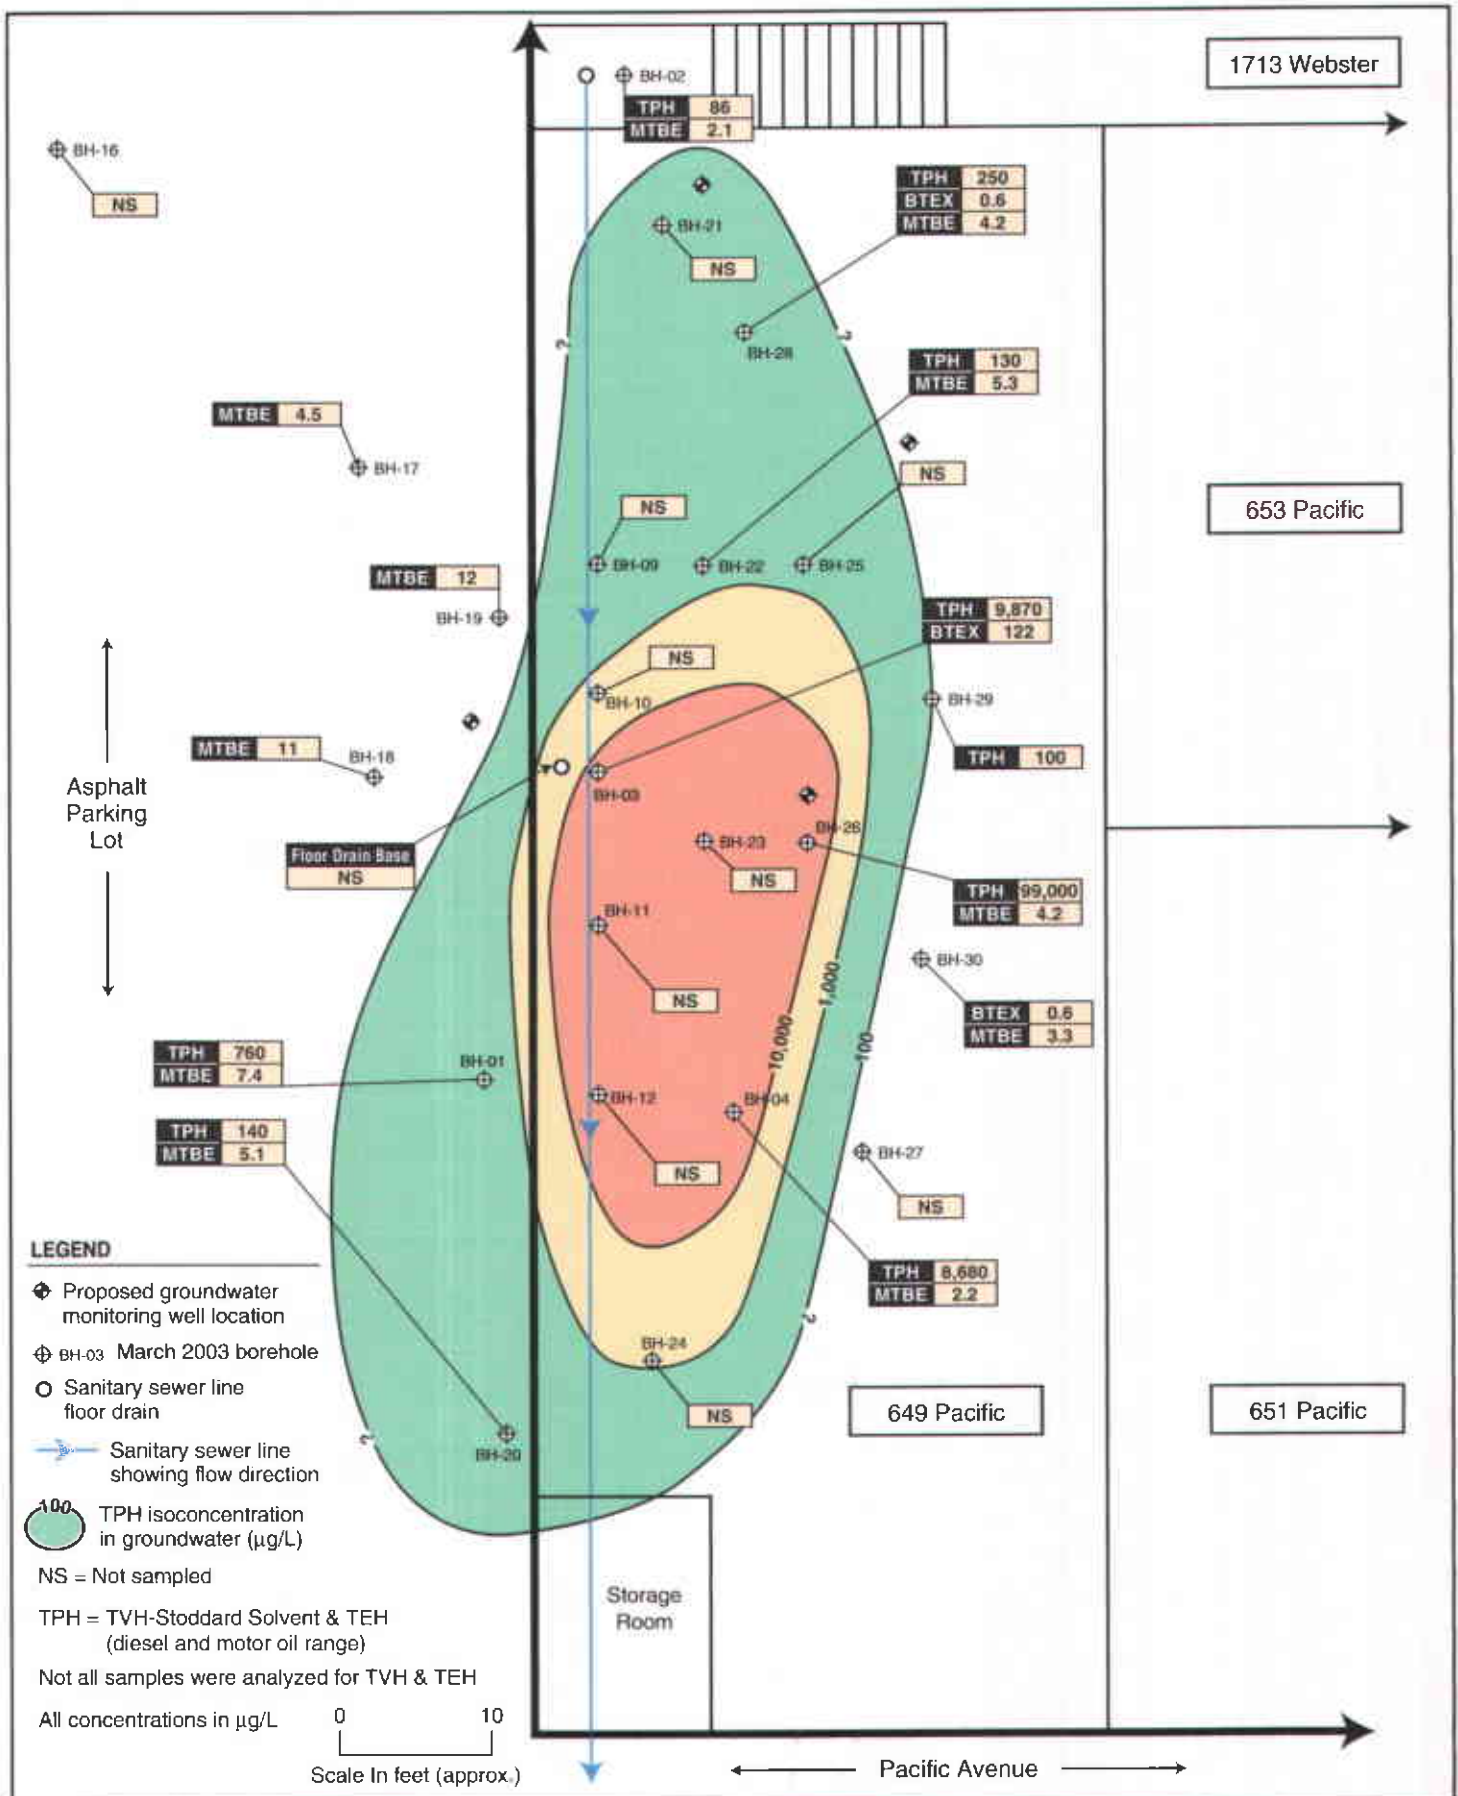 1713 Webster
BH-02
TPH 86
MTBE 2.1
BH-16
NS
TPH 250
BTEX 0.6
MTBE 4.2
BH-21
NS
?
?
BH-28
TPH 130
MTBE 5.3
MTBE 4.5
BH-17
NS
NS
653 Pacific
BH-09
BH-22
BH-25
MTBE 12
BH-19
TPH 9,870
BTEX 122
NS
BH-10
BH-29
TPH 100
MTBE 11
BH-18
BH-03
Asphalt
Parking
Lot
BH-26
BH-23
NS
Floor Drain Base
NS
TPH 99,000
MTBE 4.2
BH-11
NS
BH-30
BTEX 0.6
MTBE 3.3
10,000
1,000
100
TPH 760
MTBE 7.4
BH-01
BH-12
BH-04
TPH 140
MTBE 5.1
NS
BH-27
NS
TPH 8,680
MTBE 2.2
?
BH-24
NS
649 Pacific
651 Pacific
?
BH-20
LEGEND
Proposed groundwater
monitoring well location
BH-03 March 2003 borehole
Sanitary sewer line
floor drain
Sanitary sewer line
showing flow direction
100
TPH isoconcentration
in groundwater (µg/L)
NS = Not sampled
TPH = TVH-Stoddard Solvent & TEH
(diesel and motor oil range)
Not all samples were analyzed for TVH & TEH
All concentrations in µg/L
0 10
Scale In feet (approx.)
Storage
Room
Pacific Avenue